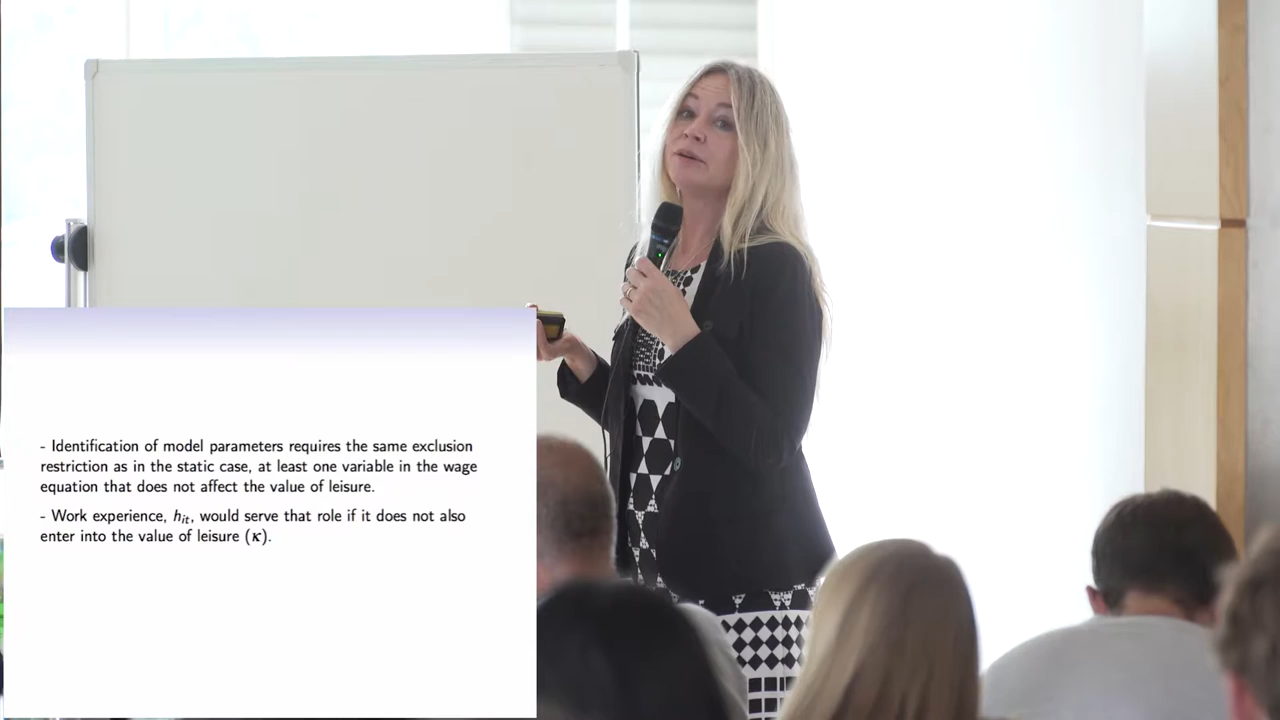 - Identification of model parameters requires the same exclusion
restriction as in the static case, at least one variable in the wage
equation that does not affect the value of leisure.
- Work experience, hit, would serve that role if it does not also
enter into the value of leisure (κ).